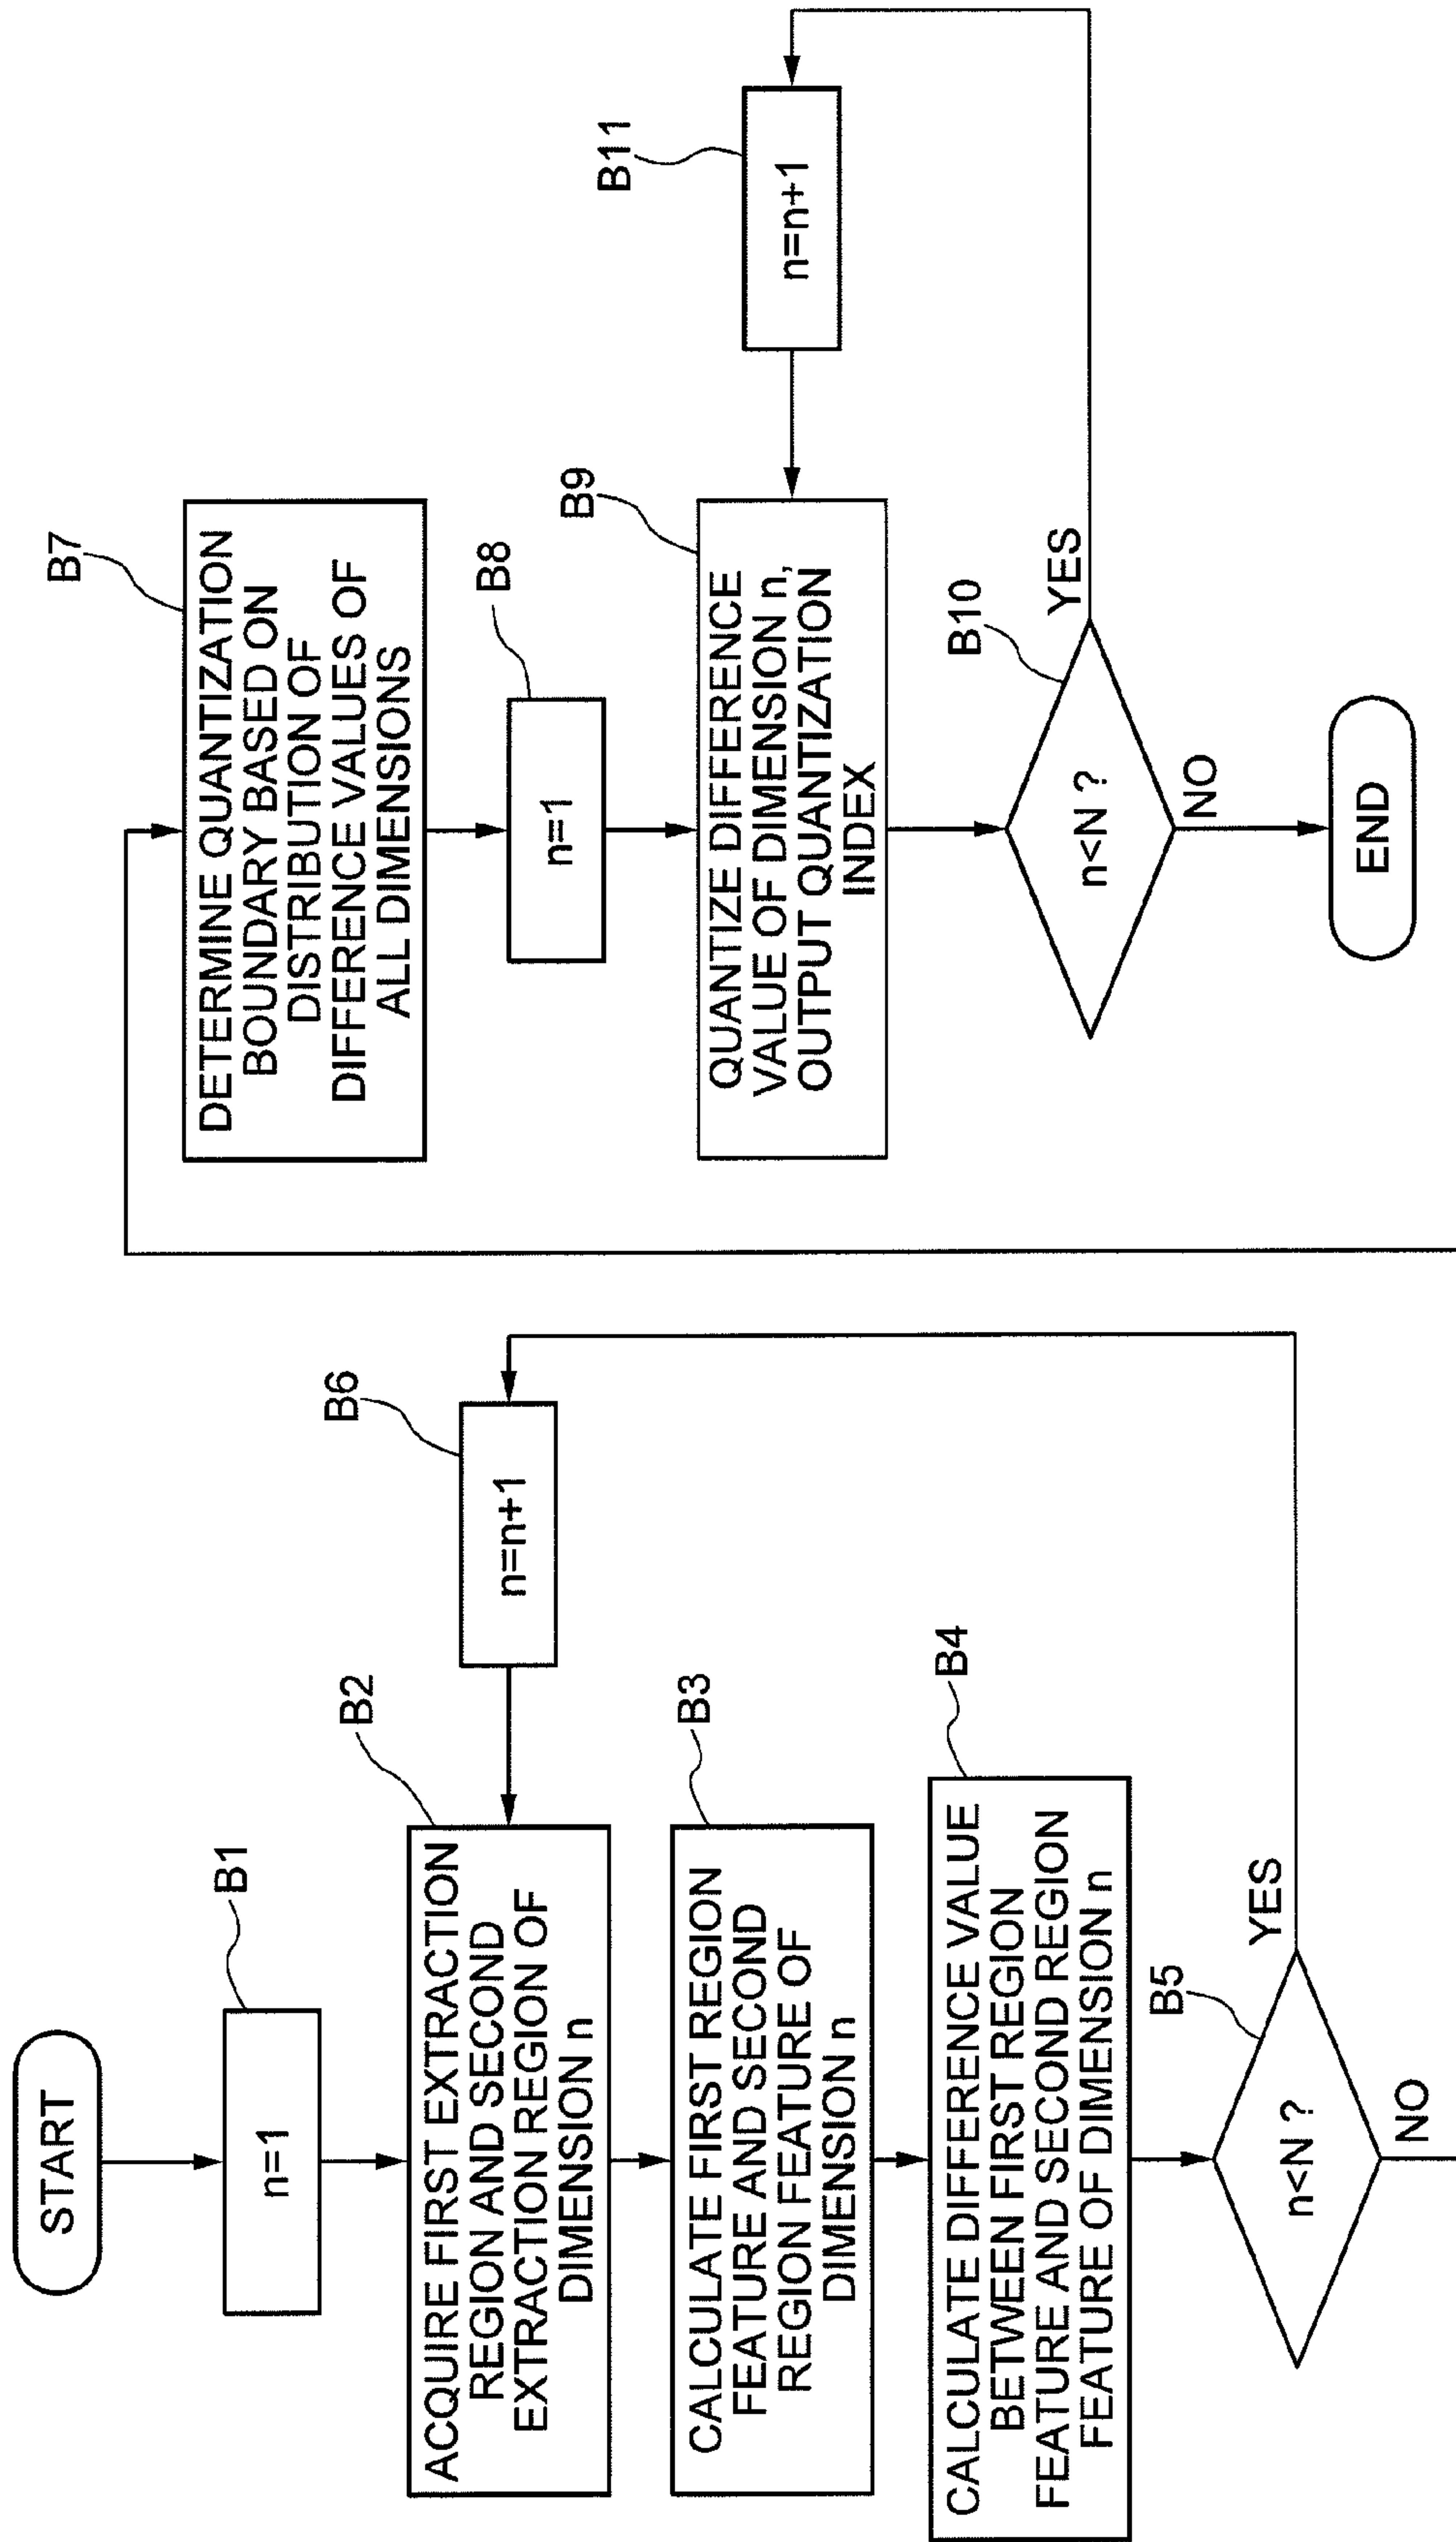 START
B1
n=1
B2
ACQUIRE FIRST EXTRACTION
REGION AND SECOND
EXTRACTION REGION OF
DIMENSION n
B6
n=n+1
B3
CALCULATE FIRST REGION
FEATURE AND SECOND
REGION FEATURE OF
DIMENSION n
B4
CALCULATE DIFFERENCE VALUE
BETWEEN FIRST REGION
FEATURE AND SECOND REGION
FEATURE OF DIMENSION n
B5
n<N ?
YES
NO
B7
DETERMINE QUANTIZATION
BOUNDARY BASED ON
DISTRIBUTION OF
DIFFERENCE VALUES OF
ALL DIMENSIONS
B8
n=1
B9
QUANTIZE DIFFERENCE
VALUE OF DIMENSION n,
OUTPUT QUANTIZATION
INDEX
B11
n=n+1
B10
n<N ?
YES
NO
END